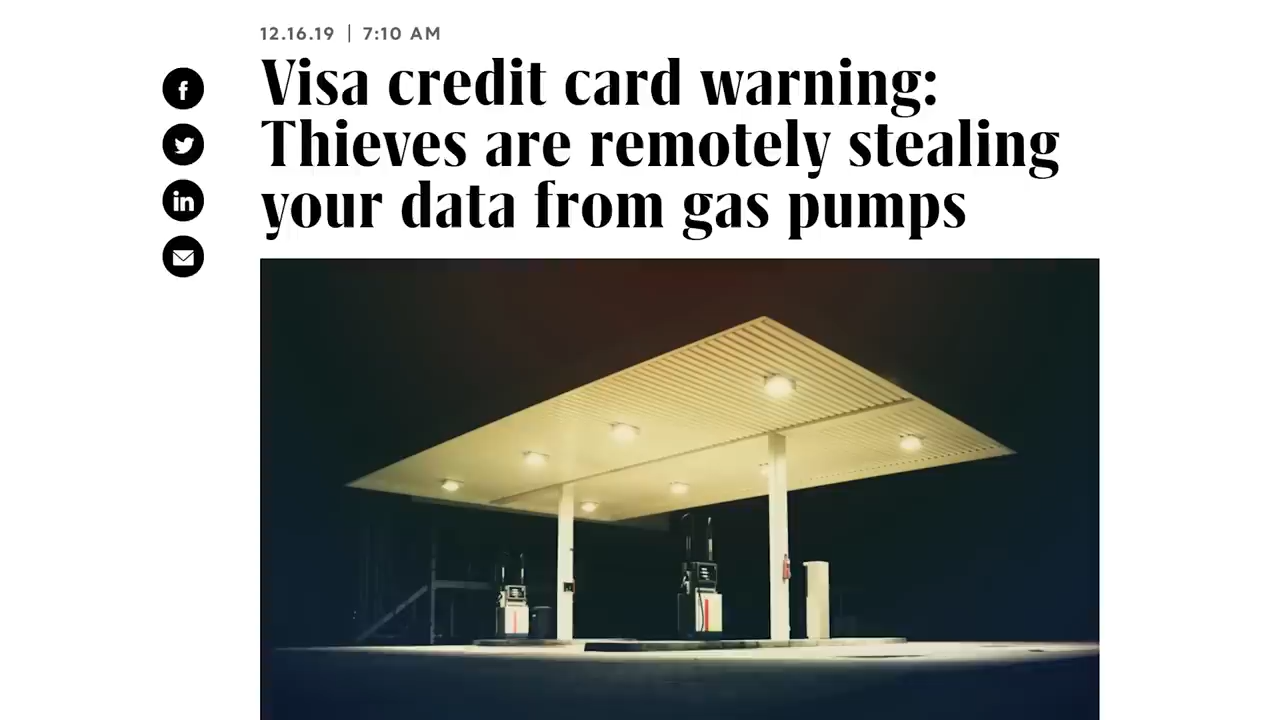 12.16.19 | 7:10 AM
Visa credit card warning:
Thieves are remotely stealing
your data from gas pumps